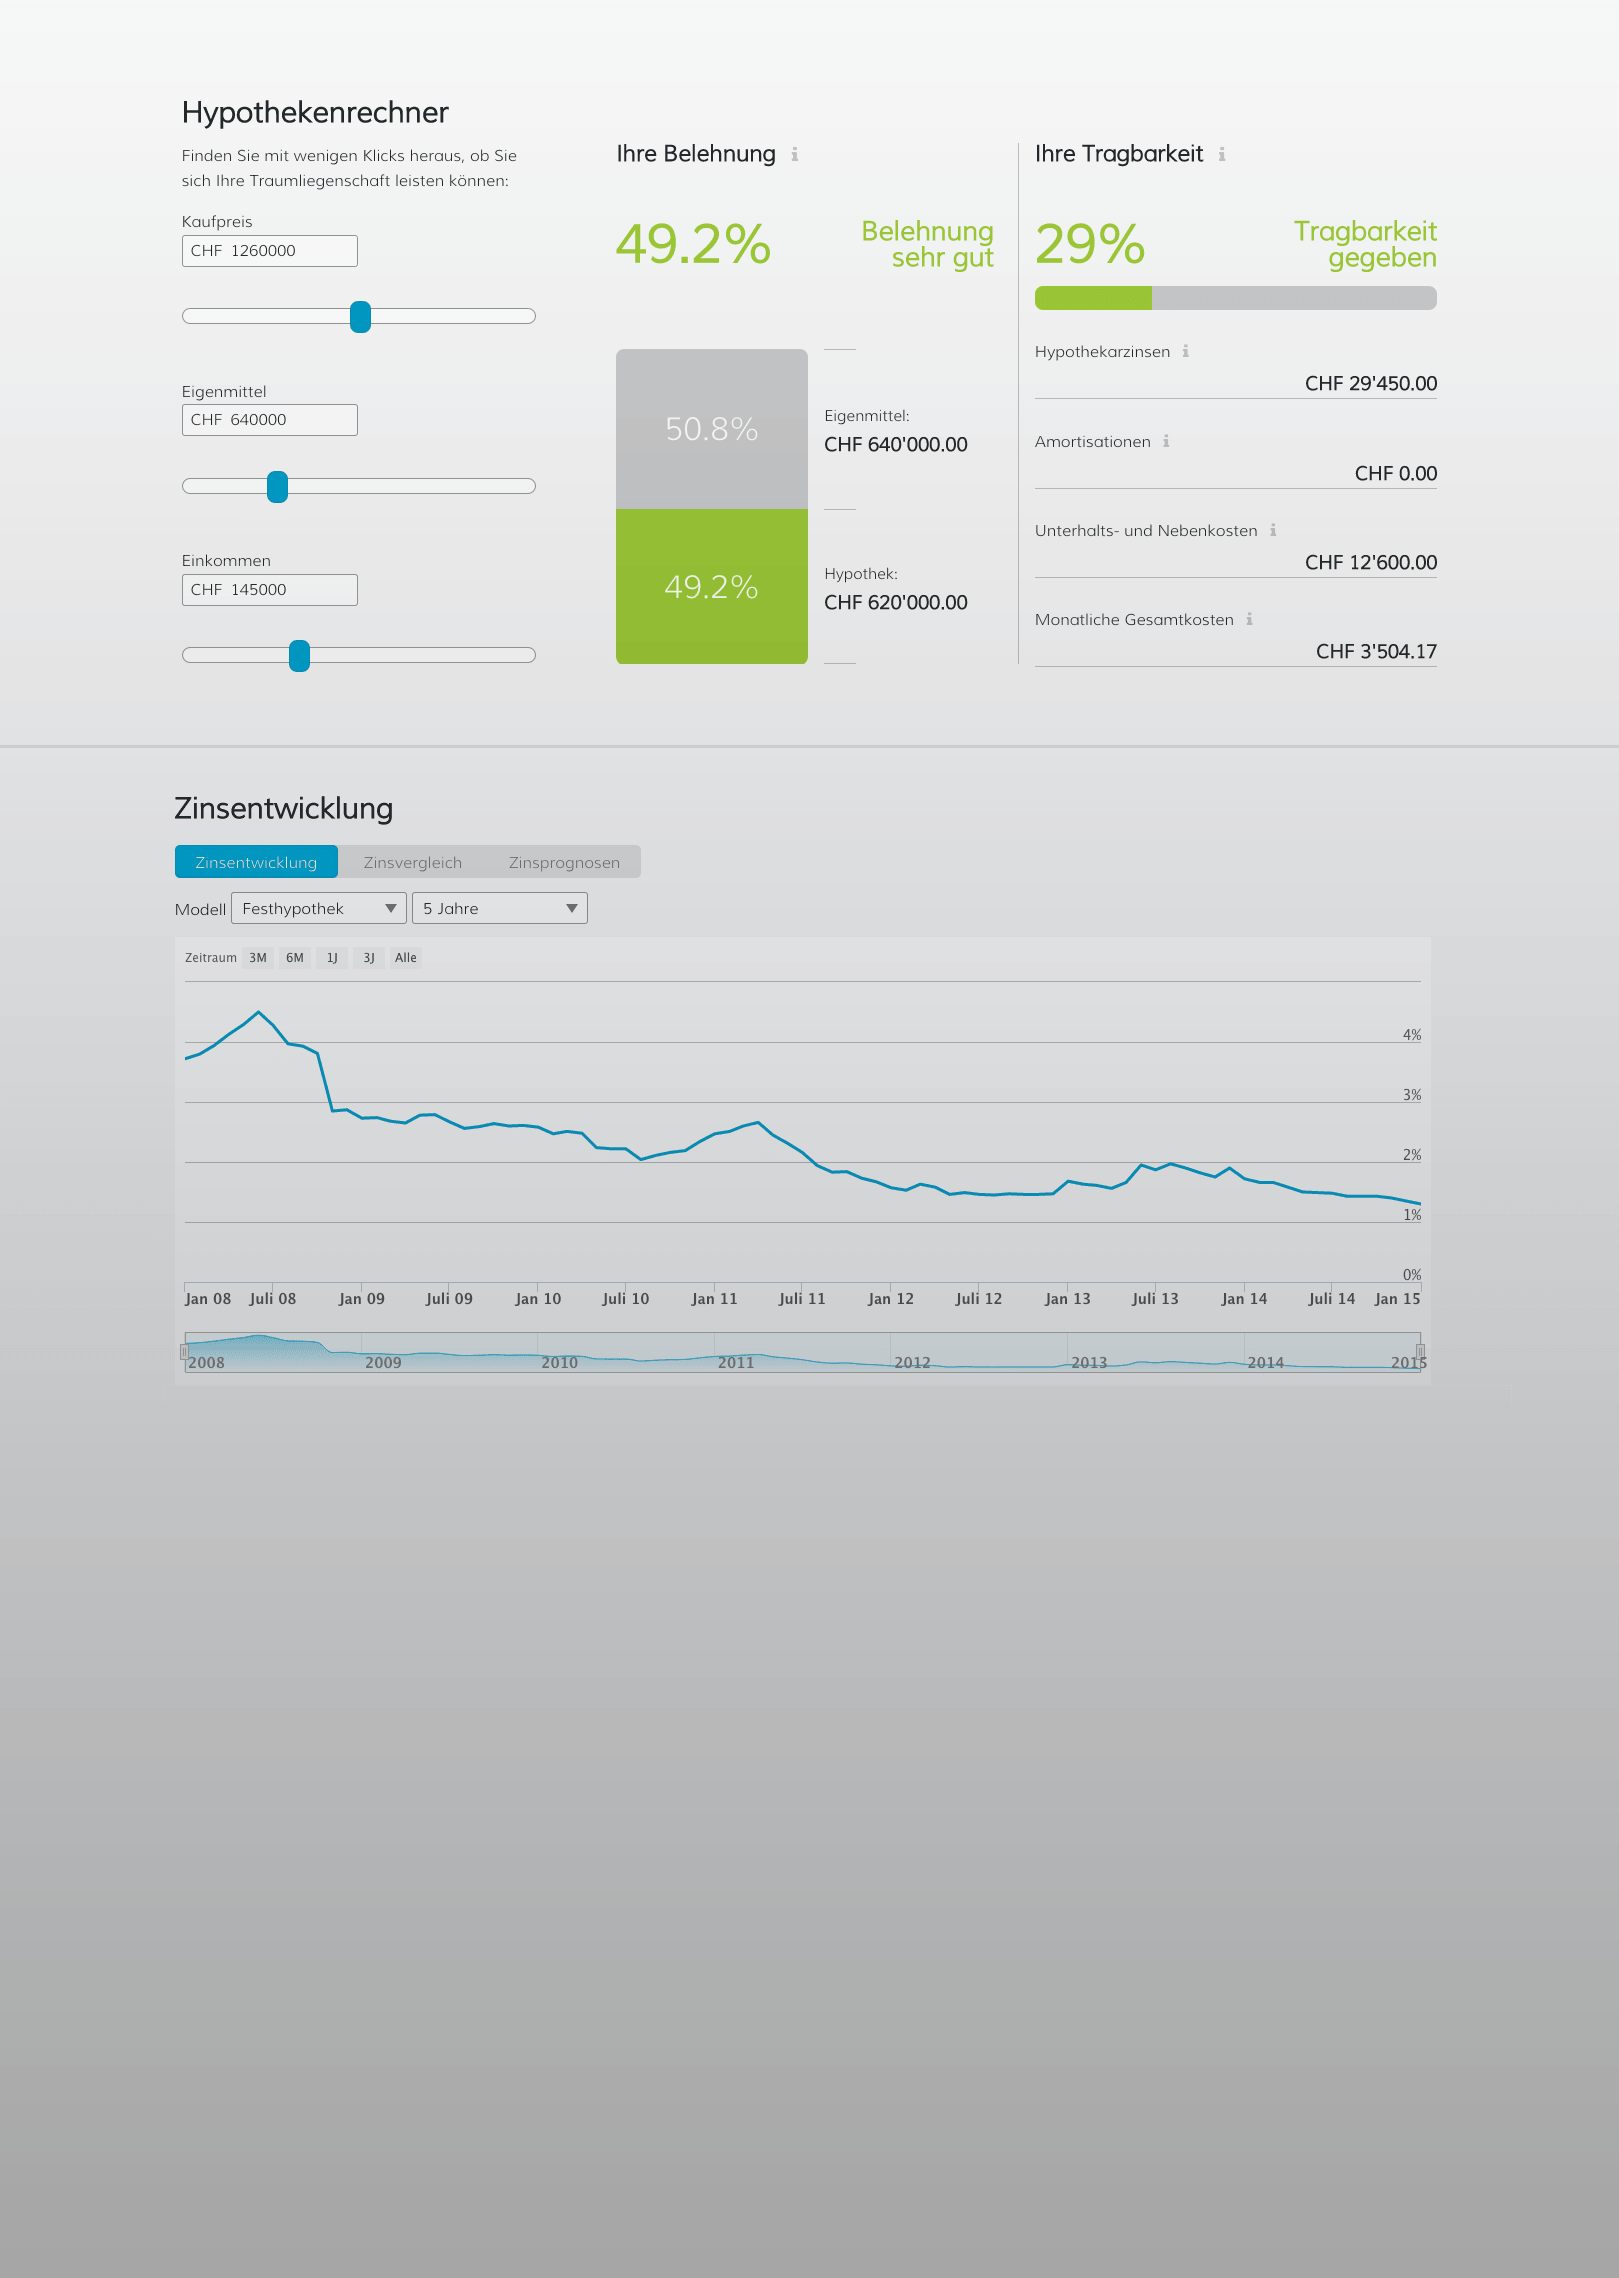 Hypothekenrechner
Finden Sie mit wenigen Klicks heraus, ob Sie
sich Ihre Traumliegenschaft leisten können:
Kaufpreis
CHF 1260000
Eigenmittel
CHF 640000
Einkommen
CHF 145000
Ihre Belehnung i
49.2%
Belehnung
sehr gut
50.8%
Eigenmittel:
CHF 640'000.00
49.2%
Hypothek:
CHF 620'000.00
Ihre Tragbarkeit i
29%
Tragbarkeit
gegeben
Hypothekarzinsen i
CHF 29'450.00
Amortisationen i
CHF 0.00
Unterhalts- und Nebenkosten i
CHF 12'600.00
Monatliche Gesamtkosten i
CHF 3'504.17
Zinsentwicklung
Zinsentwicklung Zinsvergleich Zinsprognosen
Modell Festhypothek 5 Jahre
Zeitraum 3M 6M 1J 3J Alle
4%
3%
2%
1%
0%
Jan 08 Juli 08 Jan 09 Juli 09 Jan 10 Juli 10 Jan 11 Juli 11 Jan 12 Juli 12 Jan 13 Juli 13 Jan 14 Juli 14 Jan 15
2008 2009 2010 2011 2012 2013 2014 2015